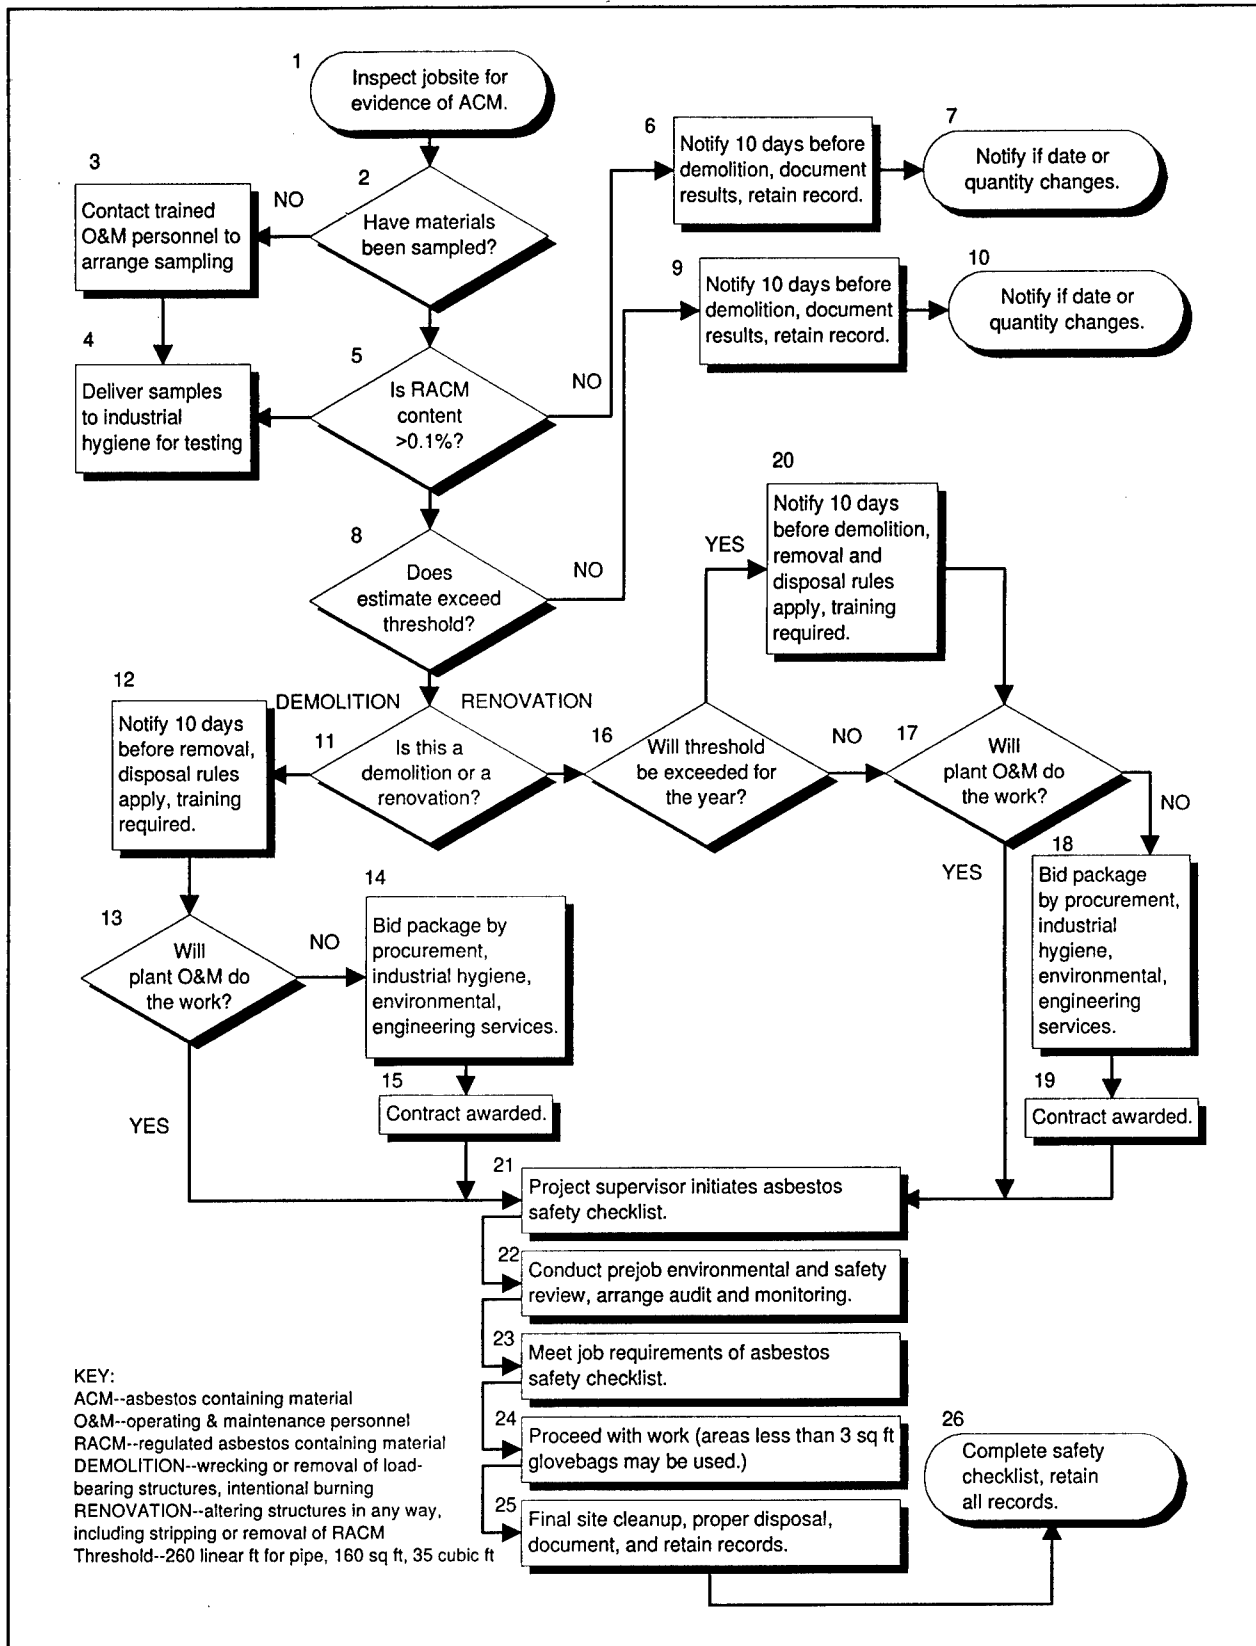 1
Inspect jobsite for
evidence of ACM.
2
Have materials
been sampled?
NO
3
Contact trained
O&M personnel to
arrange sampling
4
Deliver samples
to industrial
hygiene for testing
5
Is RACM
content
>0.1%?
NO
6
Notify 10 days before
demolition, document
results, retain record.
7
Notify if date or
quantity changes.
8
Does
estimate exceed
threshold?
NO
9
Notify 10 days before
demolition, document
results, retain record.
10
Notify if date or
quantity changes.
DEMOLITION
RENOVATION
11
Is this a
demolition or a
renovation?
12
Notify 10 days
before removal,
disposal rules
apply, training
required.
13
Will
plant O&M do
the work?
NO
YES
14
Bid package by
procurement,
industrial hygiene,
environmental,
engineering services.
15
Contract awarded.
16
Will threshold
be exceeded for
the year?
YES
NO
20
Notify 10 days
before demolition,
removal and
disposal rules
apply, training
required.
17
Will
plant O&M do
the work?
NO
YES
18
Bid package
by procurement,
industrial
hygiene,
environmental,
engineering
services.
19
Contract awarded.
21
Project supervisor initiates asbestos
safety checklist.
22
Conduct prejob environmental and safety
review, arrange audit and monitoring.
23
Meet job requirements of asbestos
safety checklist.
24
Proceed with work (areas less than 3 sq ft
glovebags may be used.)
25
Final site cleanup, proper disposal,
document, and retain records.
26
Complete safety
checklist, retain
all records.
KEY:
ACM--asbestos containing material
O&M--operating & maintenance personnel
RACM--regulated asbestos containing material
DEMOLITION--wrecking or removal of load-
bearing structures, intentional burning
RENOVATION--altering structures in any way,
including stripping or removal of RACM
Threshold--260 linear ft for pipe, 160 sq ft, 35 cubic ft